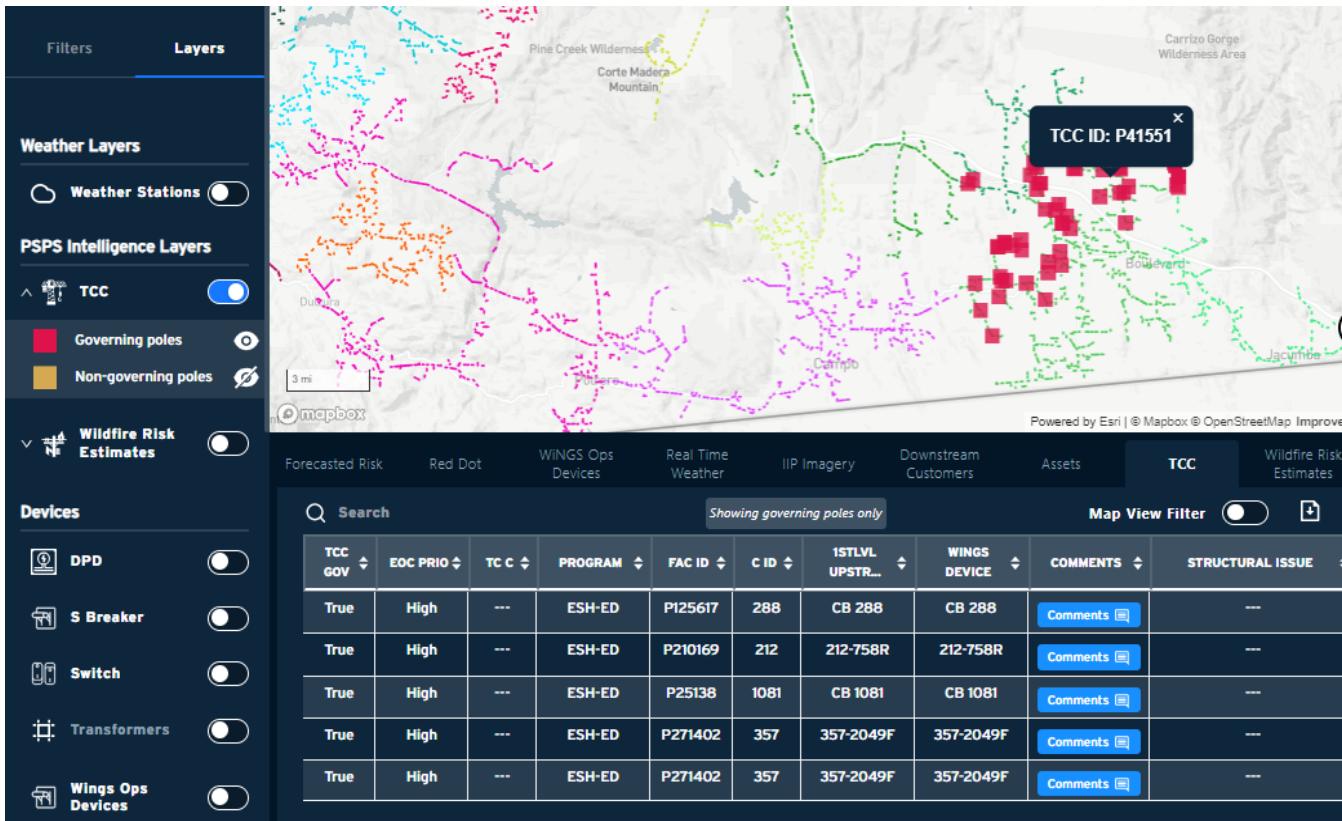 Filters Layers
Weather Layers
Weather Stations
PSPS Intelligence Layers
TCC
Governing poles
Non-governing poles
Wildfire Risk
Estimates
Devices
DPD
S Breaker
Switch
Transformers
Wings Ops
Devices
Pine Creek Wilderness
Corte Madera
Mountain
Carrizo Gorge
Wilderness Area
TCC ID: P41551
×
Boulevard
Dulzura
Campo
Potrero
Jacumba
3 mi
mapbox
Powered by Esri | © Mapbox © OpenStreetMap Improve
Forecasted Risk
Red Dot
WiNGS Ops
Devices
Real Time
Weather
IIP Imagery
Downstream
Customers
Assets
TCC
Wildfire Risk
Estimates
Search
Showing governing poles only
Map View Filter
TCC GOV EOC PRIO TC C PROGRAM FAC ID C ID 1STLVL UPSTR... WINGS DEVICE COMMENTS STRUCTURAL ISSUE
True High --- ESH-ED P125617 288 CB 288 CB 288 Comments ---
True High --- ESH-ED P210169 212 212-758R 212-758R Comments ---
True High --- ESH-ED P25138 1081 CB 1081 CB 1081 Comments ---
True High --- ESH-ED P271402 357 357-2049F 357-2049F Comments ---
True High --- ESH-ED P271402 357 357-2049F 357-2049F Comments ---